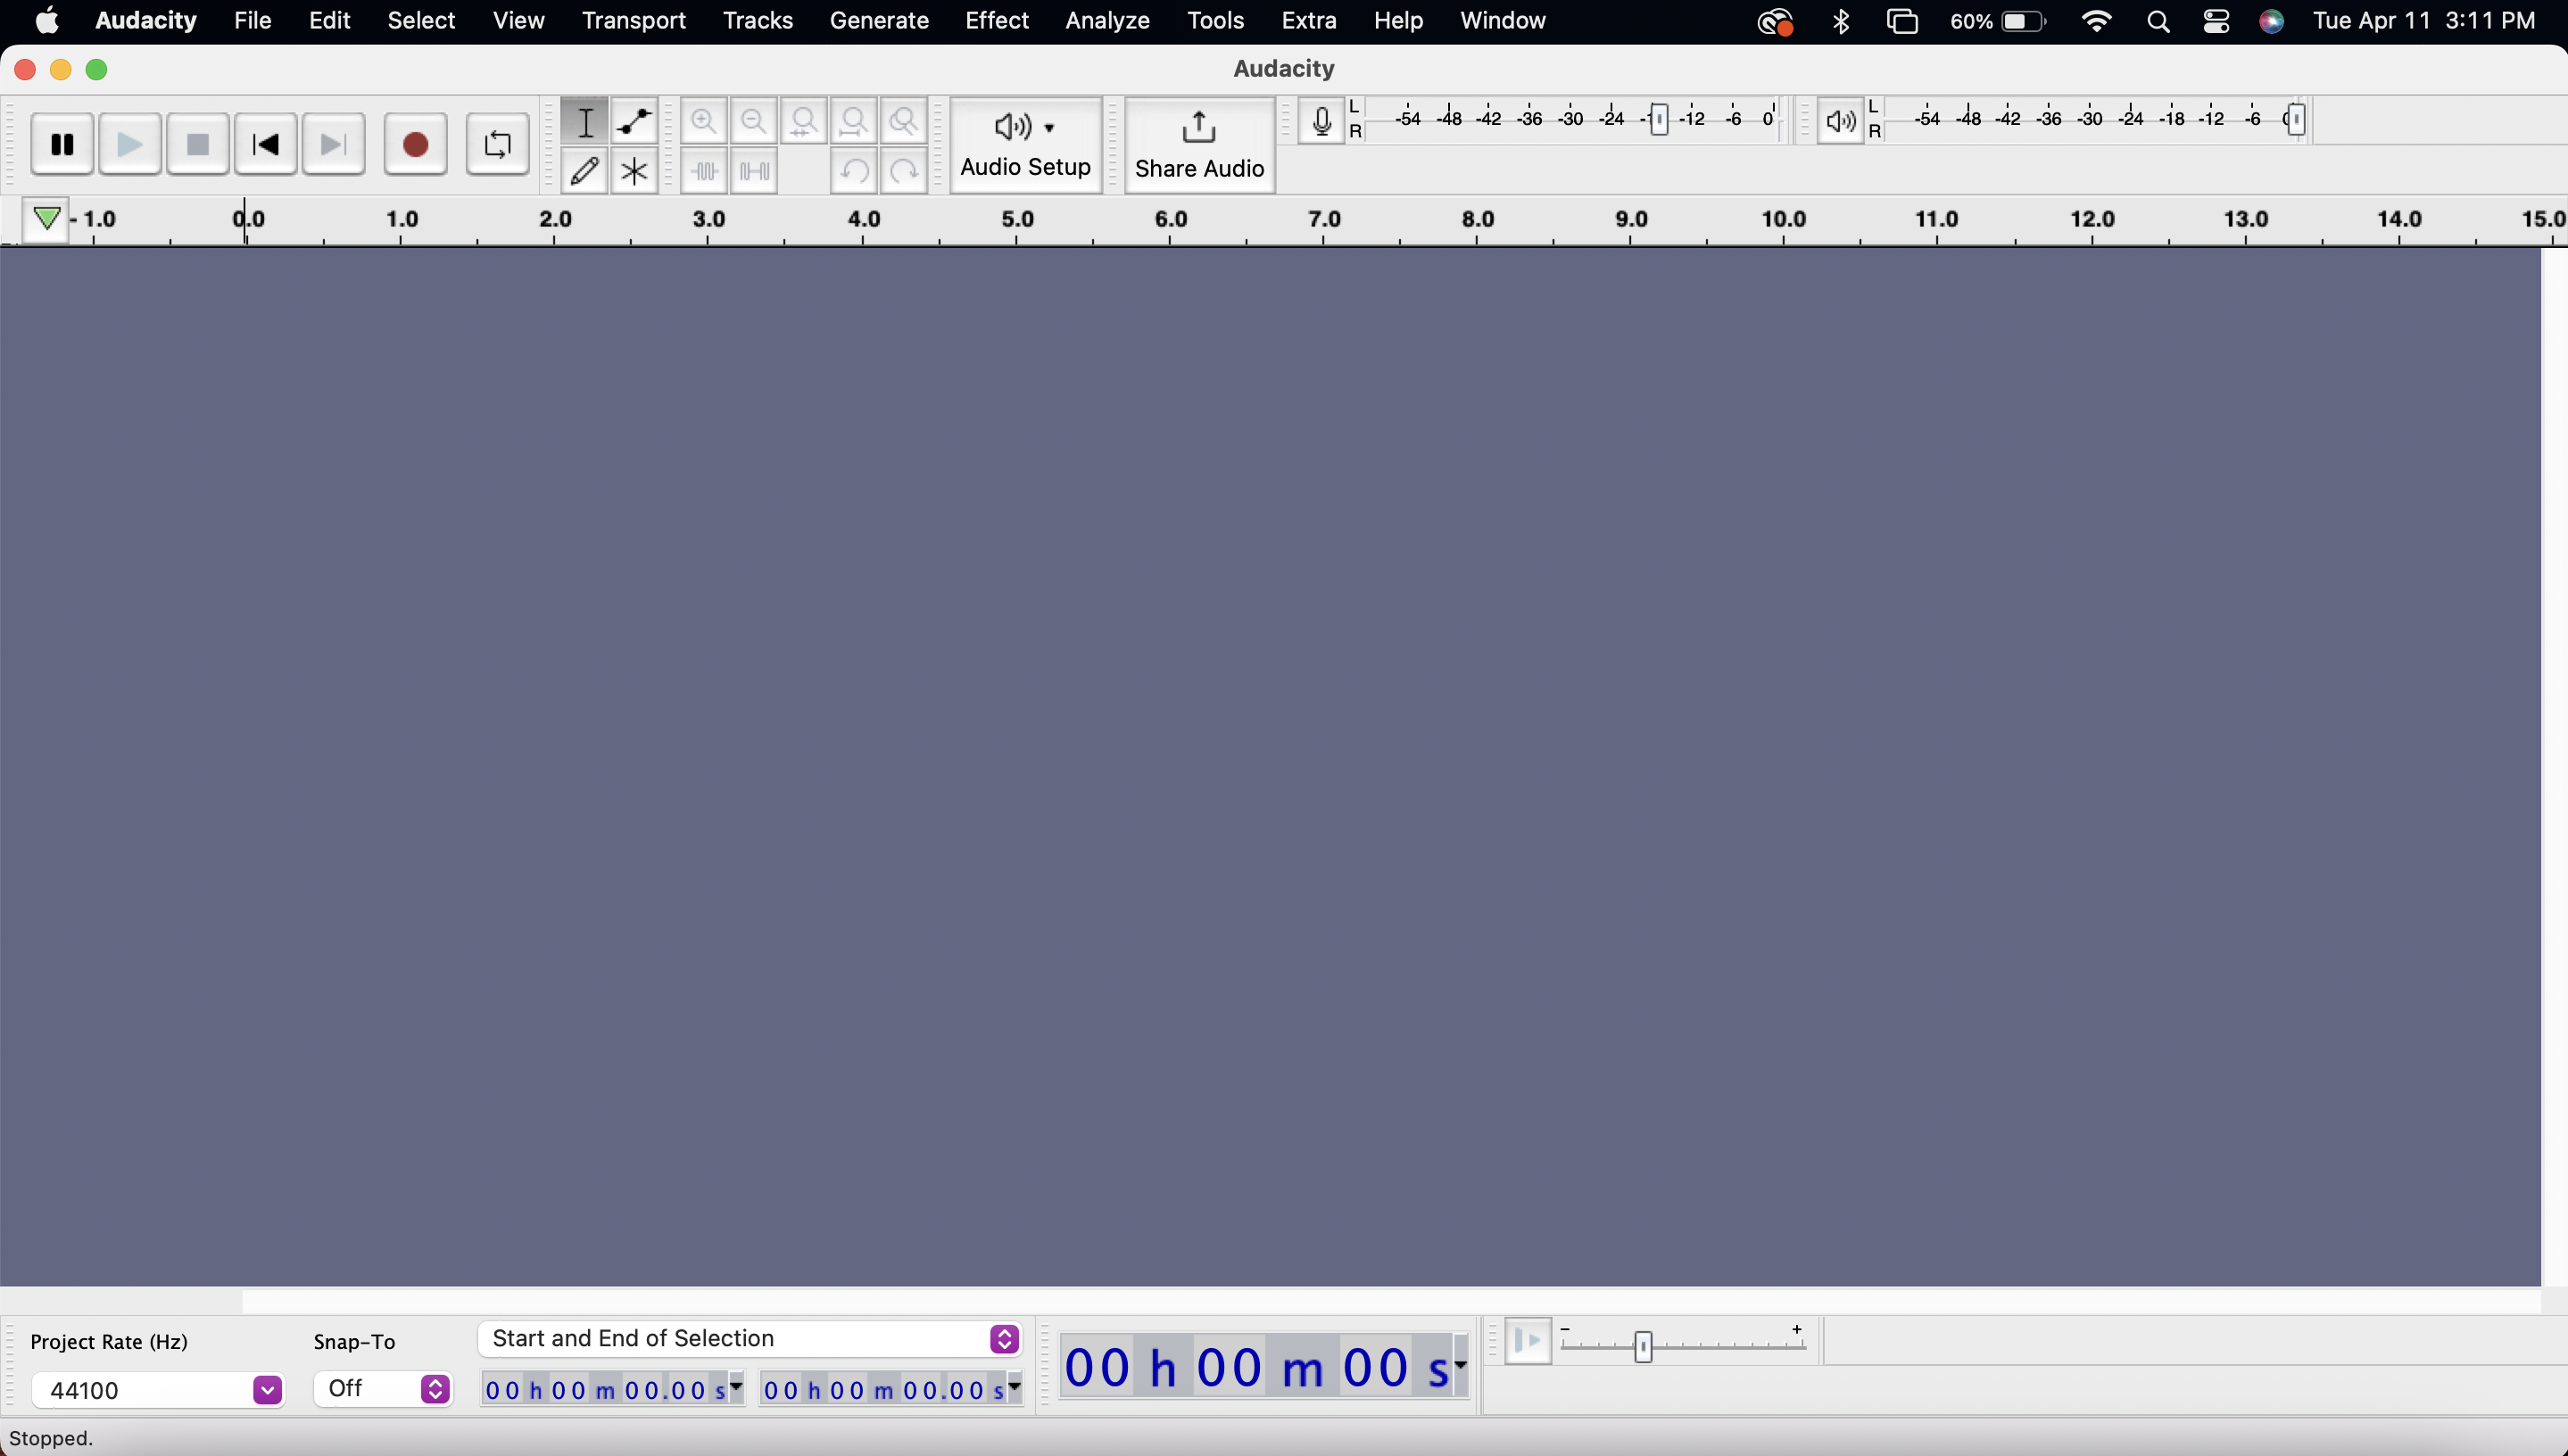 Audacity File Edit Select View Transport Tracks Generate Effect Analyze Tools Extra Help Window 60% Tue Apr 11 3:11 PM
Audacity
L -54 -48 -42 -36 -30 -24 -12 -6 0 L -54 -48 -42 -36 -30 -24 -18 -12 -6
R R
Audio Setup Share Audio
- 1.0 0.0 1.0 2.0 3.0 4.0 5.0 6.0 7.0 8.0 9.0 10.0 11.0 12.0 13.0 14.0 15.0
Project Rate (Hz) Snap-To Start and End of Selection
44100 Off 00 h 00 m 00.00 s 00 h 00 m 00.00 s 00 h 00 m 00 s - +
Stopped.